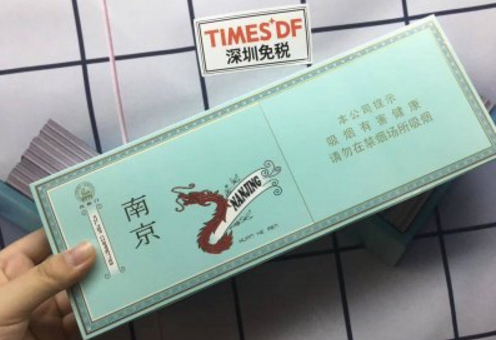 TIMES DF
深圳免税
南京
NANJING
本公司提示
吸烟有害健康
请勿在禁烟场所吸烟